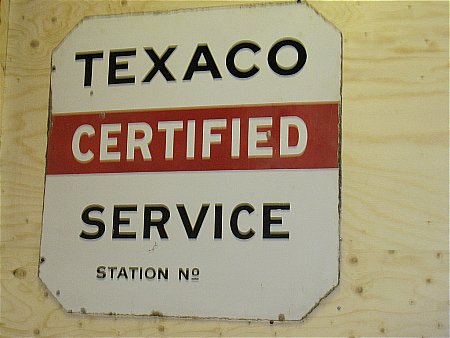 TEXACO
CERTIFIED
SERVICE
STATION Nº